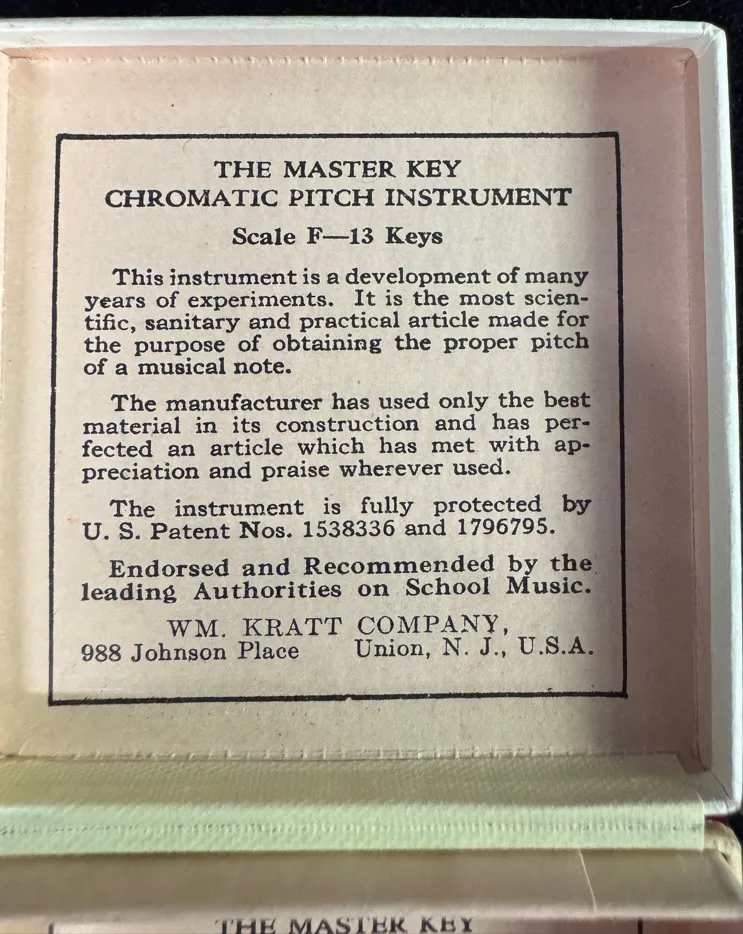 THE MASTER KEY
CHROMATIC PITCH INSTRUMENT
Scale F—13 Keys
This instrument is a development of many
years of experiments. It is the most scien-
tific, sanitary and practical article made for
the purpose of obtaining the proper pitch
of a musical note.
The manufacturer has used only the best
material in its construction and has per-
fected an article which has met with ap-
preciation and praise wherever used.
The instrument is fully protected by
U. S. Patent Nos. 1538336 and 1796795.
Endorsed and Recommended by the
leading Authorities on School Music.
WM. KRATT COMPANY,
988 Johnson Place Union, N. J., U.S.A.
THE MASTER KEY